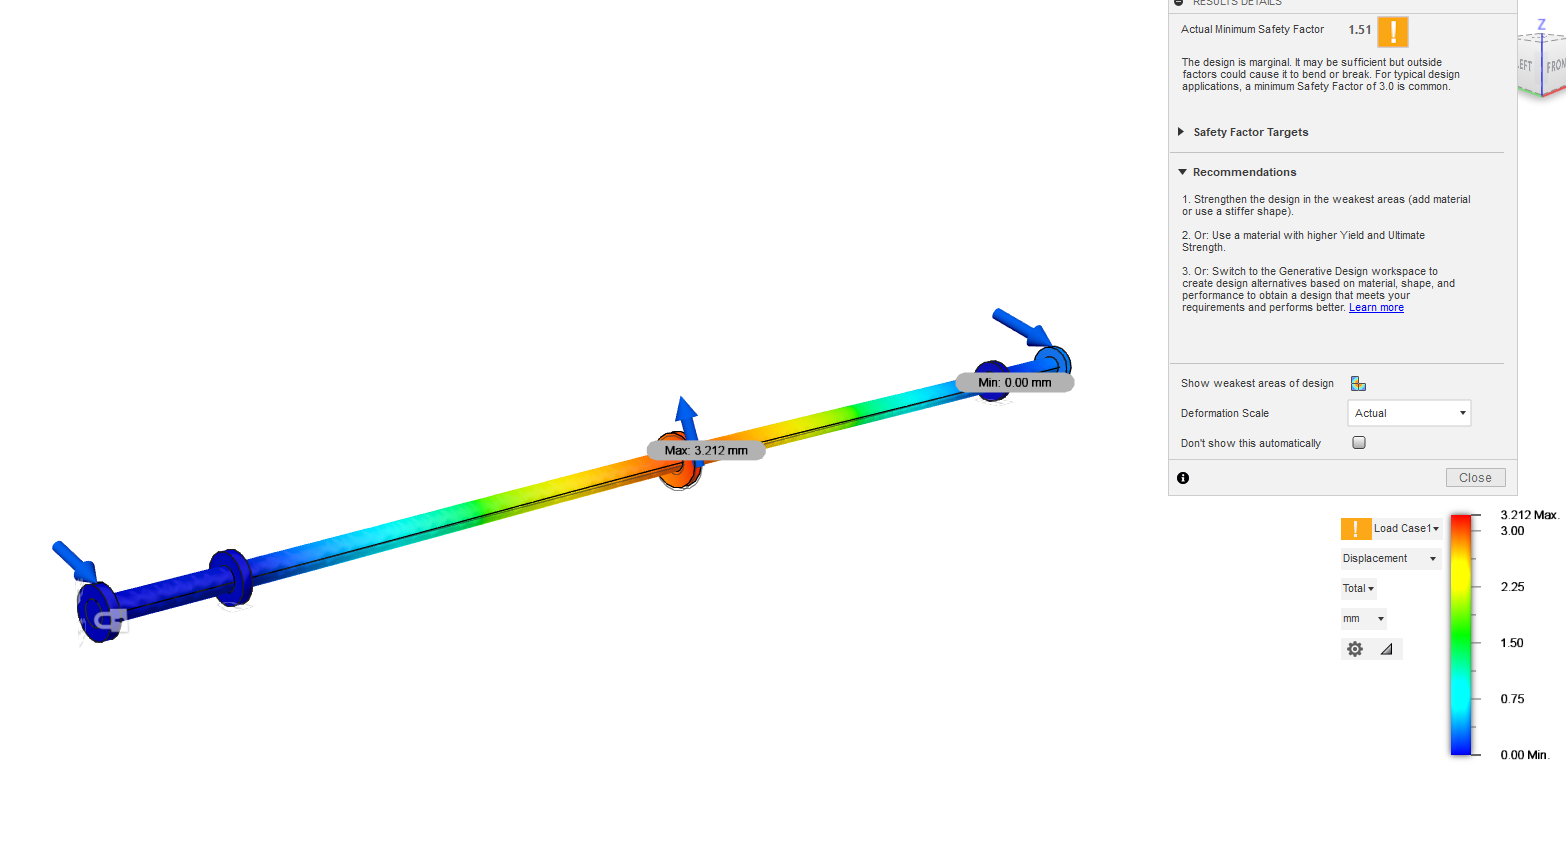 RESULTS DETAILS
Actual Minimum Safety Factor 1.51
The design is marginal. It may be sufficient but outside
factors could cause it to bend or break. For typical design
applications, a minimum Safety Factor of 3.0 is common.
Safety Factor Targets
Recommendations
1. Strengthen the design in the weakest areas (add material
or use a stiffer shape).
2. Or: Use a material with higher Yield and Ultimate
Strength.
3. Or: Switch to the Generative Design workspace to
create design alternatives based on material, shape, and
performance to obtain a design that meets your
requirements and performs better. Learn more
Show weakest areas of design
Deformation Scale Actual
Don't show this automatically
Close
Z
FRON
Min: 0.00 mm
Max: 3.212 mm
Load Case1
Displacement
Total
mm
3.212 Max.
3.00
2.25
1.50
0.75
0.00 Min.